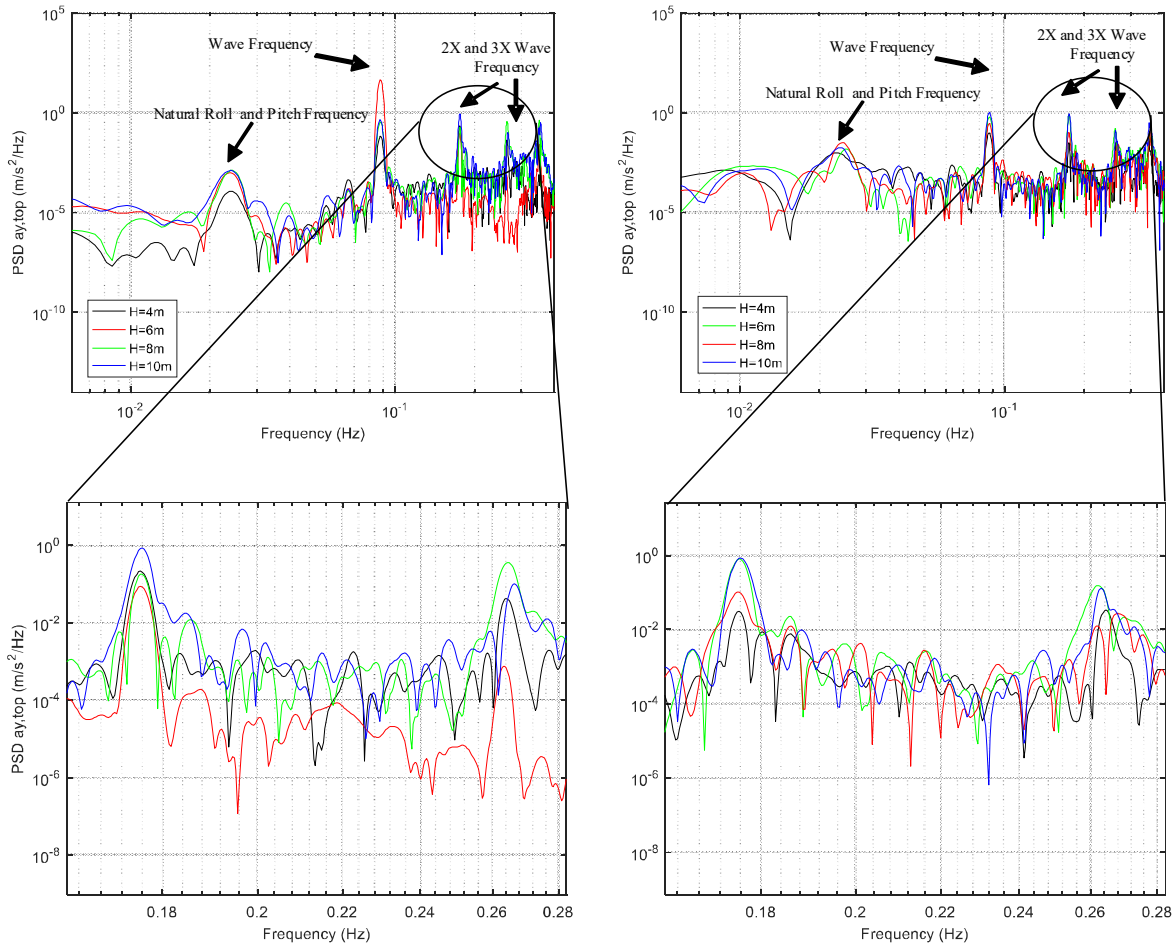 10^5
10^0
10^-5
10^-10
PSD ay,top (m/s^2/Hz)
Wave Frequency
2X and 3X Wave
Frequency
Natural Roll and Pitch Frequency
H=4m
H=6m
H=8m
H=10m
10^-2
10^-1
Frequency (Hz)
10^5
10^0
10^-5
10^-10
PSD ay,top (m/s^2/Hz)
Wave Frequency
2X and 3X Wave
Frequency
Natural Roll and Pitch Frequency
H=4m
H=6m
H=8m
H=10m
10^-2
10^-1
Frequency (Hz)
10^0
10^-2
10^-4
10^-6
10^-8
PSD ay,top (m/s^2/Hz)
0.18
0.2
0.22
0.24
0.26
0.28
Frequency (Hz)
10^0
10^-2
10^-4
10^-6
10^-8
PSD ay,top (m/s^2/Hz)
0.18
0.2
0.22
0.24
0.26
0.28
Frequency (Hz)